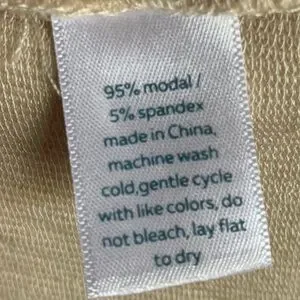 95% modal /
5% spandex
made in China,
machine wash
cold,gentle cycle
with like colors, do
not bleach, lay flat
to dry